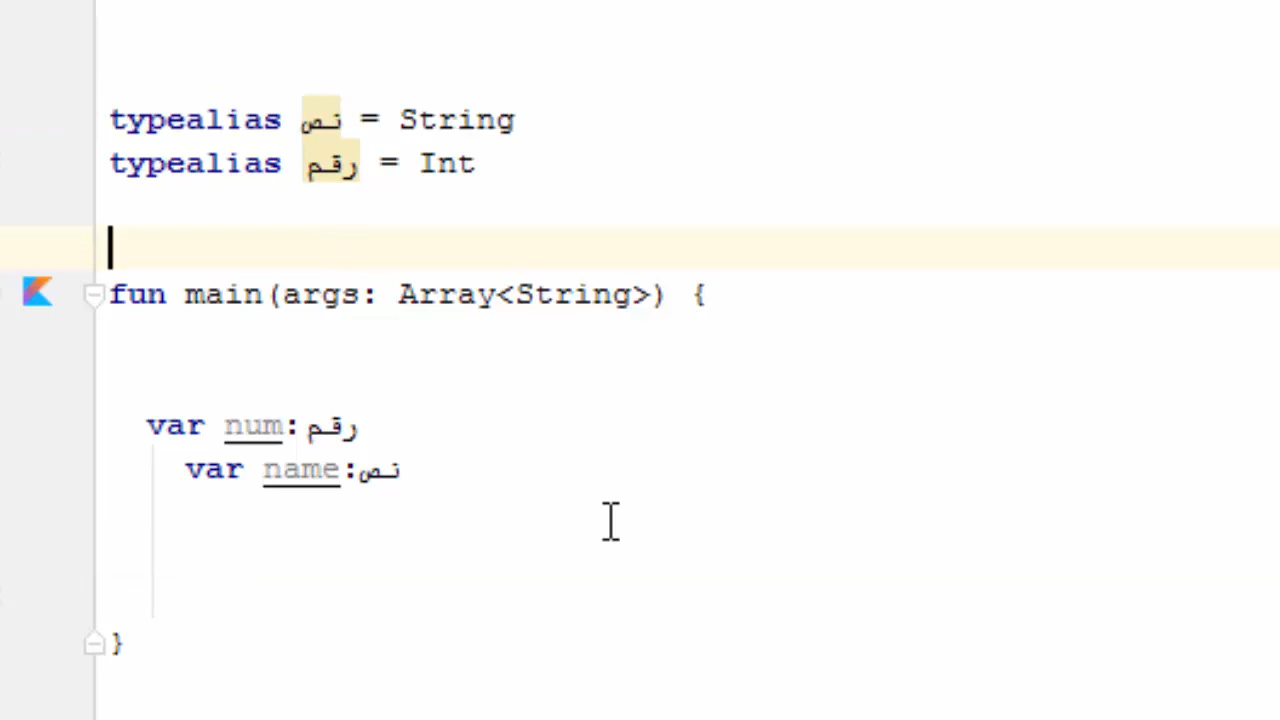 typealias نص = String
typealias رقم = Int
fun main(args: Array<String>) {
var num:رقم
var name:نص
}